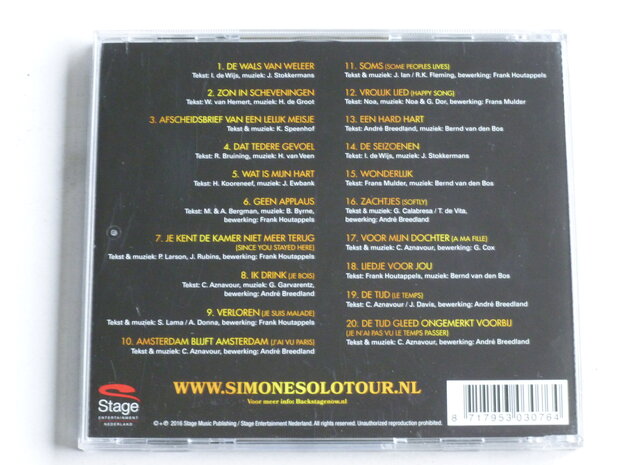 1. DE WALS VAN WELEER
Tekst: I. de Wijs, muziek: J. Stokkermans
2. ZON IN SCHEVENINGEN
Tekst: W. van Hemert, muziek: H. de Groot
3. AFSCHEIDSBRIEF VAN EEN LELIJK MEISJE
Tekst & muziek: K. Speenhof
4. DAT TEDERE GEVOEL
Tekst: R. Bruining, muziek: H. van Veen
5. WAT IS MIJN HART
Tekst: H. Kooreneef, muziek: J. Ewbank
6. GEEN APPLAUS
Tekst: M. & A. Bergman, muziek: B. Byrne,
bewerking: Frank Houtappels
7. JE KENT DE KAMER NIET MEER TERUG
(SINCE YOU STAYED HERE)
Tekst & muziek: P. Larson, J. Rubins, bewerking: Frank Houtappels
8. IK DRINK (JE BOIS)
Tekst: C. Aznavour, muziek: G. Garvarentz,
bewerking: André Breedland
9. VERLOREN (JE SUIS MALADE)
Tekst & muziek: S. Lama / A. Donna, bewerking: Frank Houtappels
10. AMSTERDAM BLIJFT AMSTERDAM (J'AI VU PARIS)
Tekst & muziek: C. Aznavour, bewerking: André Breedland
11. SOMS (SOME PEOPLES LIVES)
Tekst & muziek: J. Ian / R.K. Fleming, bewerking: Frank Houtappels
12. VROLIJK LIED (HAPPY SONG)
Tekst: Noa, muziek: Noa & G. Dor, bewerking: Frans Mulder
13. EEN HARD HART
Tekst: André Breedland, muziek: Bernd van den Bos
14. DE SEIZOENEN
Tekst: I. de Wijs, muziek: J. Stokkermans
15. WONDERLIJK
Tekst: Frans Mulder, muziek: Bernd van den Bos
16. ZACHTJES (SOFTLY)
Tekst & muziek: G. Calabresa / T. de Vita,
bewerking: André Breedland
17. VOOR MIJN DOCHTER (A MA FILLE)
Tekst & muziek: C. Aznavour, bewerking: G. Cox
18. LIEDJE VOOR JOU
Tekst: Frank Houtappels, muziek: Bernd van den Bos
19. DE TIJD (LE TEMPS)
Tekst & muziek: C. Aznavour / J. Davis, bewerking: André Breedland
20. DE TIJD GLEED ONGEMERKT VOORBIJ
(JE N'AI PAS VU LE TEMPS PASSER)
Tekst & muziek: C. Aznavour, bewerking: André Breedland
WWW.SIMONESOLOTOUR.NL
Voor meer info: Backstagenow.nl
Stage
ENTERTAINMENT
NEDERLAND
© + ℗ 2016 Stage Music Publishing / Stage Entertainment Nederland. All rights reserved. Unauthorized reproduction prohibited.
8 717953 030764